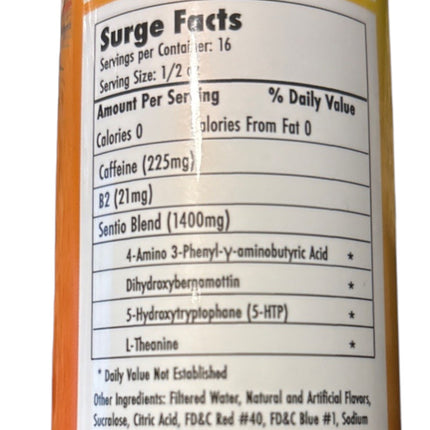 Surge Facts
Servings per Container: 16
Serving Size: 1/2 oz
Amount Per Serving % Daily Value
Calories 0 Calories From Fat 0
Caffeine (225mg)
B2 (21mg)
Sentio Blend (1400mg)
4-Amino 3-Phenyl-γ-aminobutyric Acid *
Dihydroxybergamottin *
5-Hydroxytryptophane (5-HTP) *
L-Theanine *
* Daily Value Not Established
Other Ingredients: Filtered Water, Natural and Artificial Flavors,
Sucralose, Citric Acid, FD&C Red #40, FD&C Blue #1, Sodium